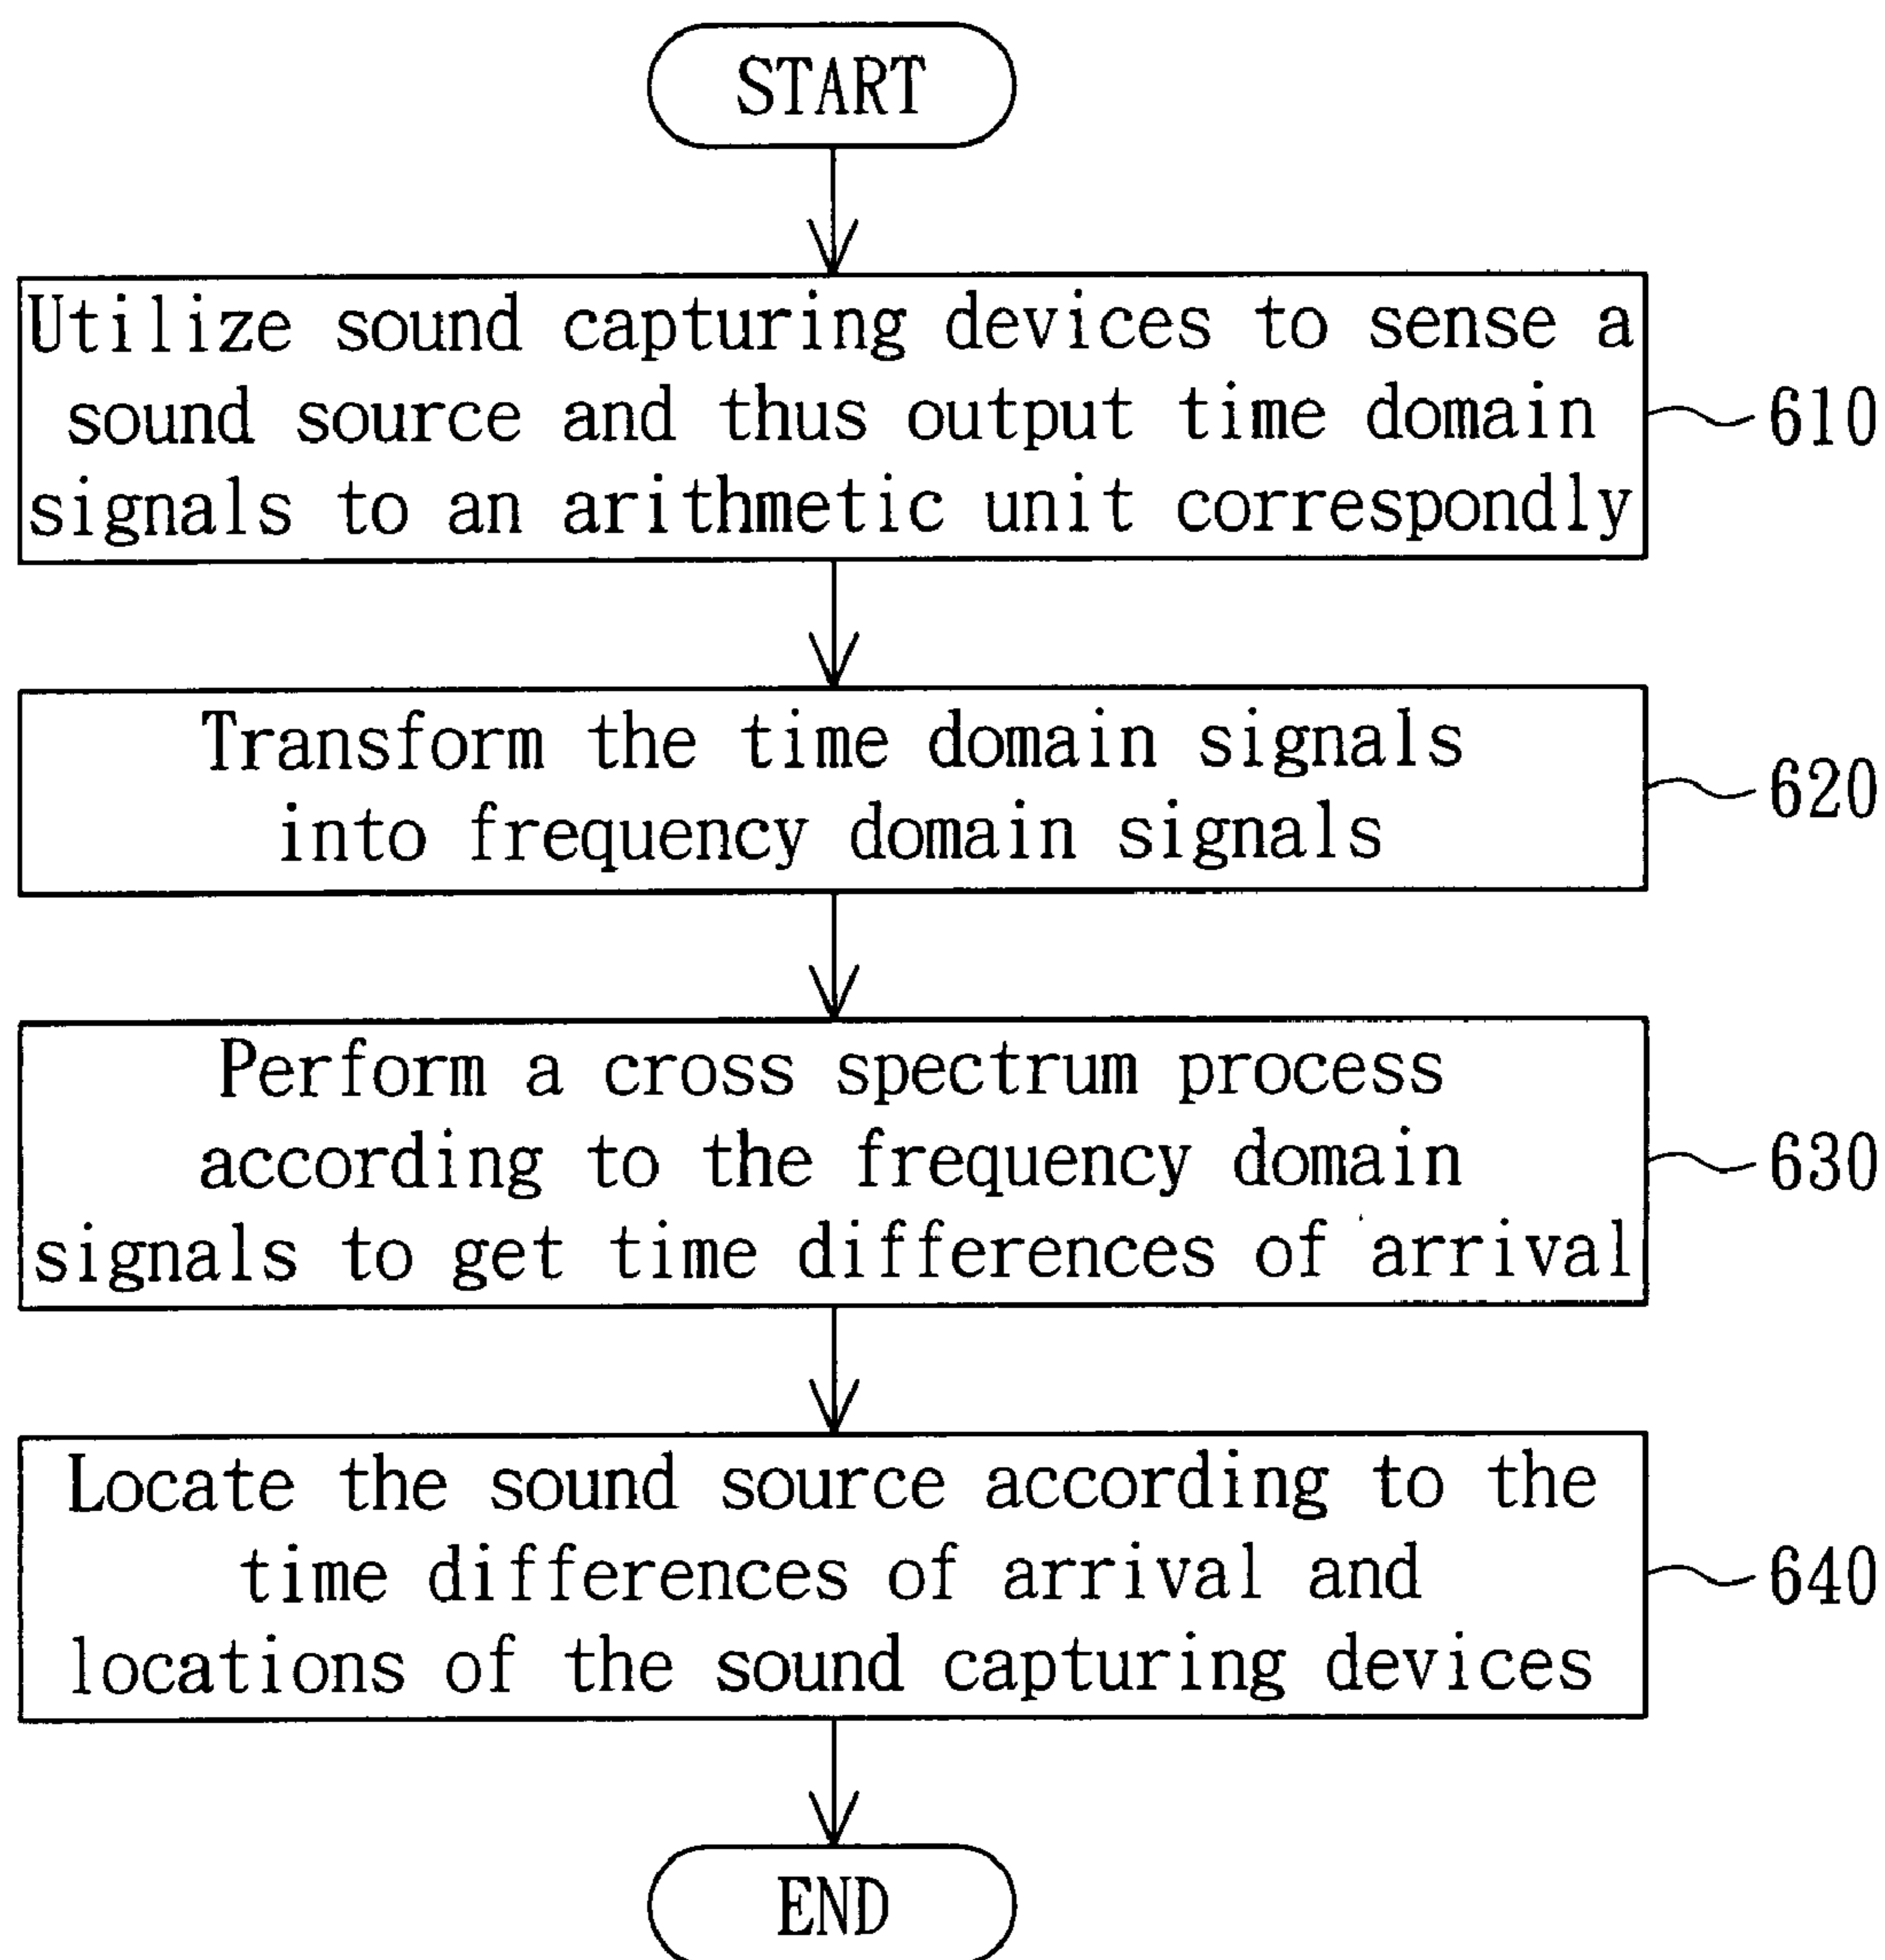 START
Utilize sound capturing devices to sense a
sound source and thus output time domain
signals to an arithmetic unit correspondly
610
Transform the time domain signals
into frequency domain signals
620
Perform a cross spectrum process
according to the frequency domain
signals to get time differences of arrival
630
Locate the sound source according to the
time differences of arrival and
locations of the sound capturing devices
640
END